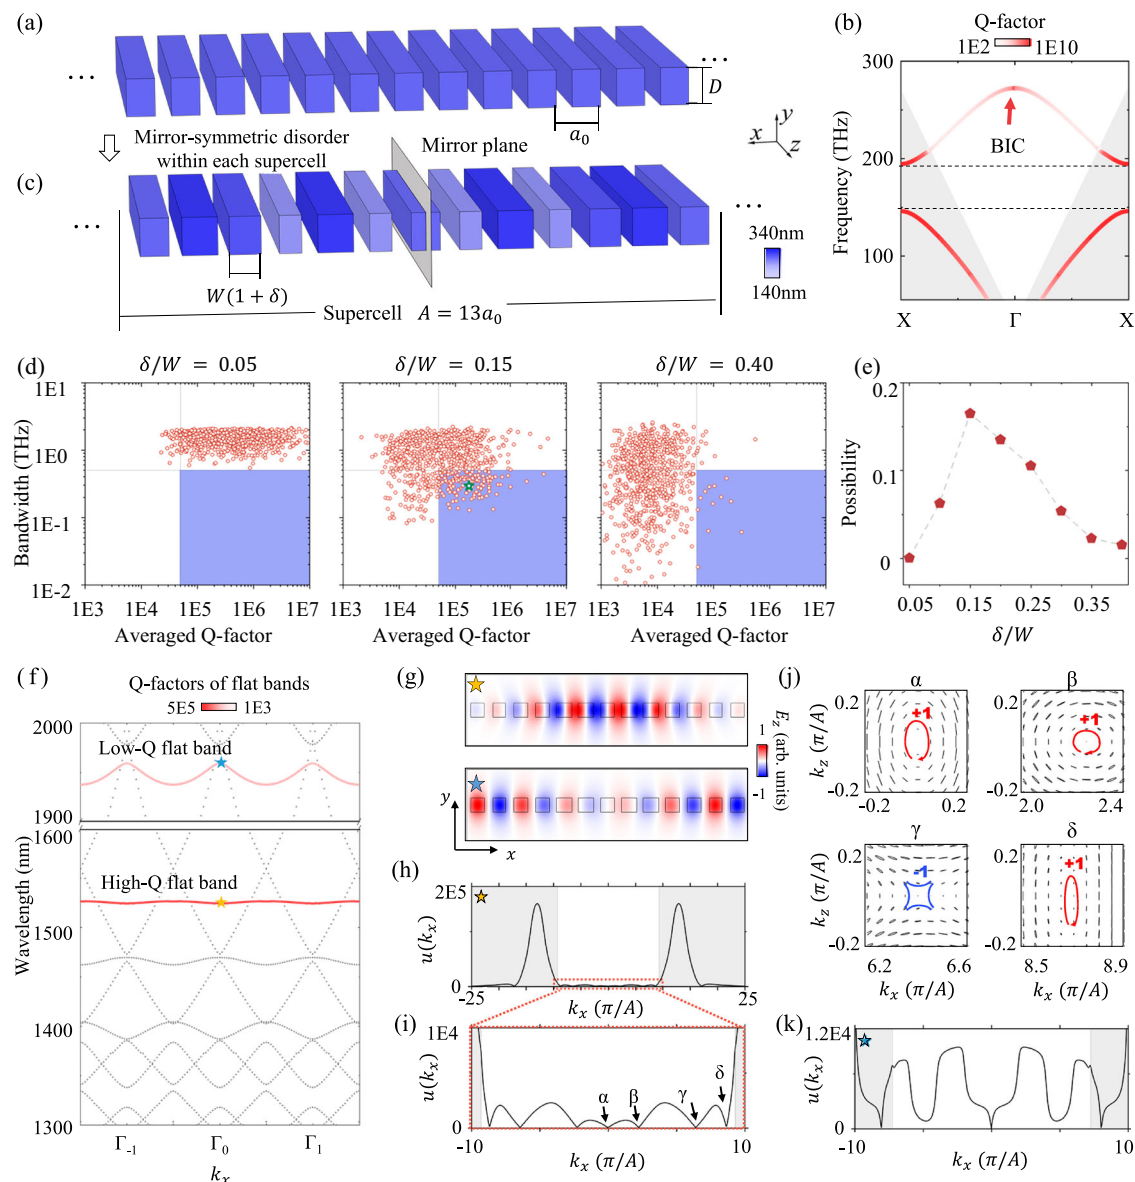 (a)
...
...
D
a₀
Mirror-symmetric disorder
within each supercell
Mirror plane
y
x
z
(b)
Q-factor
1E2
1E10
300
200
100
Frequency (THz)
BIC
X
Γ
X
(c)
...
...
340nm
140nm
W(1 + δ)
Supercell A = 13a₀
(d)
δ/W = 0.05
δ/W = 0.15
δ/W = 0.40
1E1
1E0
1E-1
1E-2
Bandwidth (THz)
1E3 1E4 1E5 1E6 1E7
1E4 1E5 1E6 1E7
1E4 1E5 1E6 1E7
Averaged Q-factor
Averaged Q-factor
Averaged Q-factor
(e)
0.2
0.1
0
Possibility
0.05 0.15 0.25 0.35
δ/W
(f)
Q-factors of flat bands
5E5
1E3
2000
Low-Q flat band
1900
1600
High-Q flat band
1500
1400
1300
Wavelength (nm)
Γ₋₁
Γ₀
Γ₁
kₓ
(g)
1
-1
E_z (arb. units)
y
x
(h)
2E5
0
u(kₓ)
-25
25
kₓ (π/A)
(i)
1E4
0
u(kₓ)
α
β
γ
δ
-10
10
kₓ (π/A)
(j)
α
β
0.2
-0.2
k_z (π/A)
+1
-0.2 0.2
0.2
-0.2
+1
2.0 2.4
γ
δ
0.2
-0.2
k_z (π/A)
-1
6.2 6.6
0.2
-0.2
+1
8.5 8.9
kₓ (π/A)
kₓ (π/A)
(k)
1.2E4
0
u(kₓ)
-10
10
kₓ (π/A)